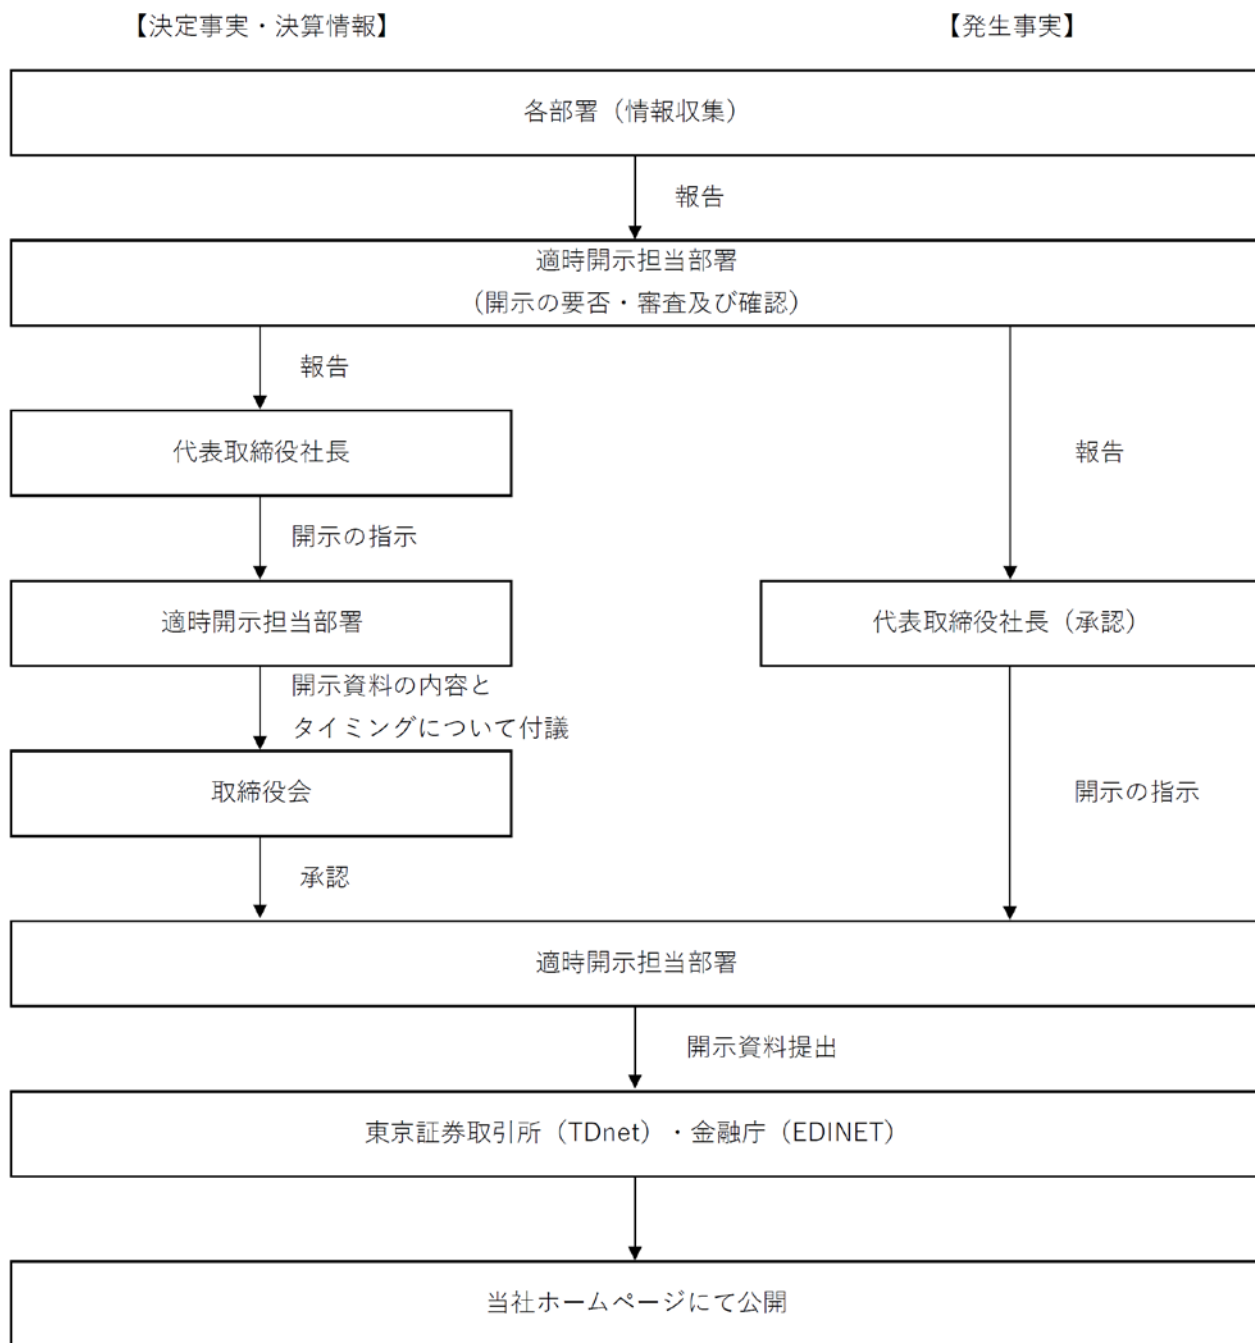 【決定事実・決算情報】
【発生事実】
各部署（情報収集）
報告
適時開示担当部署
（開示の要否・審査及び確認）
報告
代表取締役社長
報告
開示の指示
適時開示担当部署
代表取締役社長（承認）
開示資料の内容と
タイミングについて付議
取締役会
開示の指示
承認
適時開示担当部署
開示資料提出
東京証券取引所（TDnet）・金融庁（EDINET）
当社ホームページにて公開